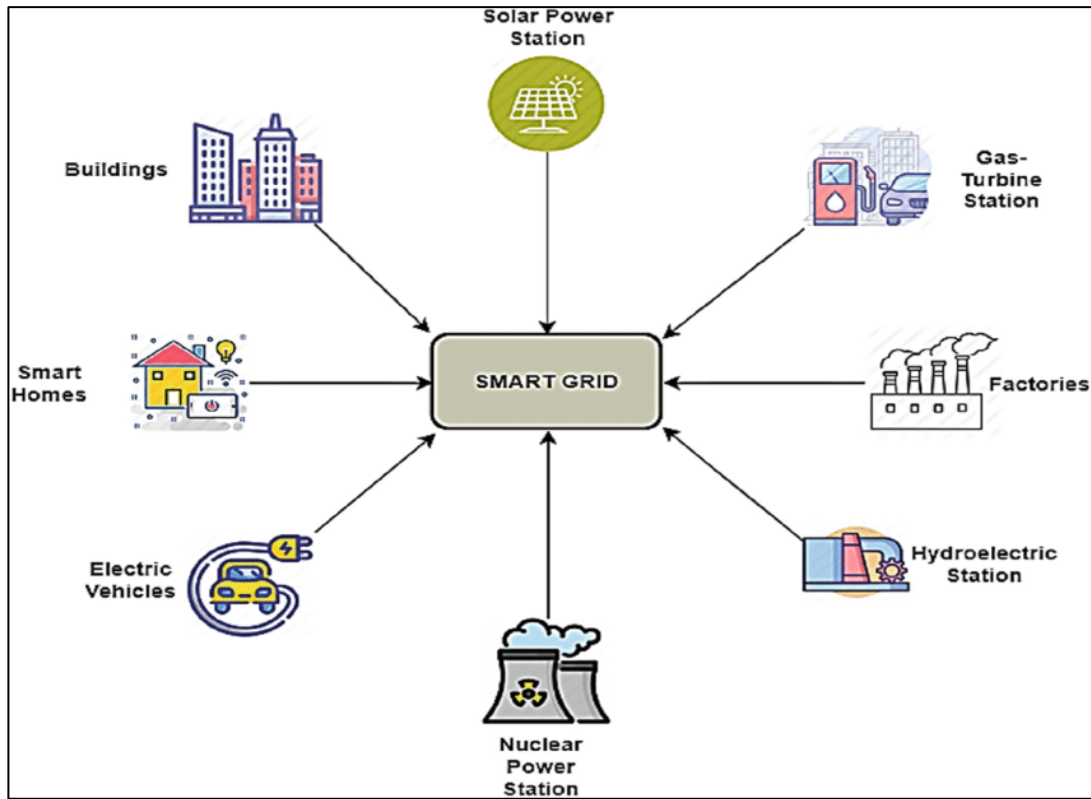 Solar Power
Station
Buildings
Gas-
Turbine
Station
SMART GRID
Smart
Homes
Factories
Electric
Vehicles
Hydroelectric
Station
Nuclear
Power
Station